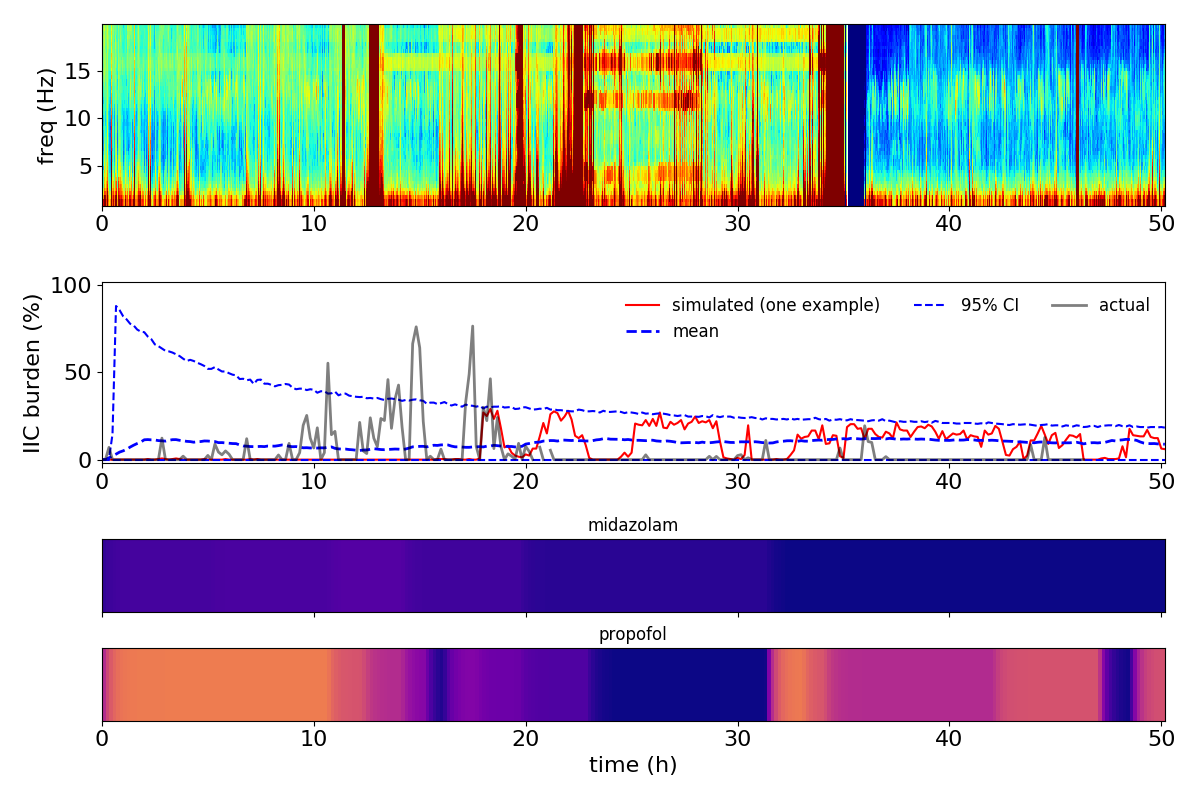 freq (Hz)
15
10
5
0 10 20 30 40 50
IIC burden (%)
100
50
0
simulated (one example)
mean
95% CI
actual
0 10 20 30 40 50
midazolam
propofol
0 10 20 30 40 50
time (h)